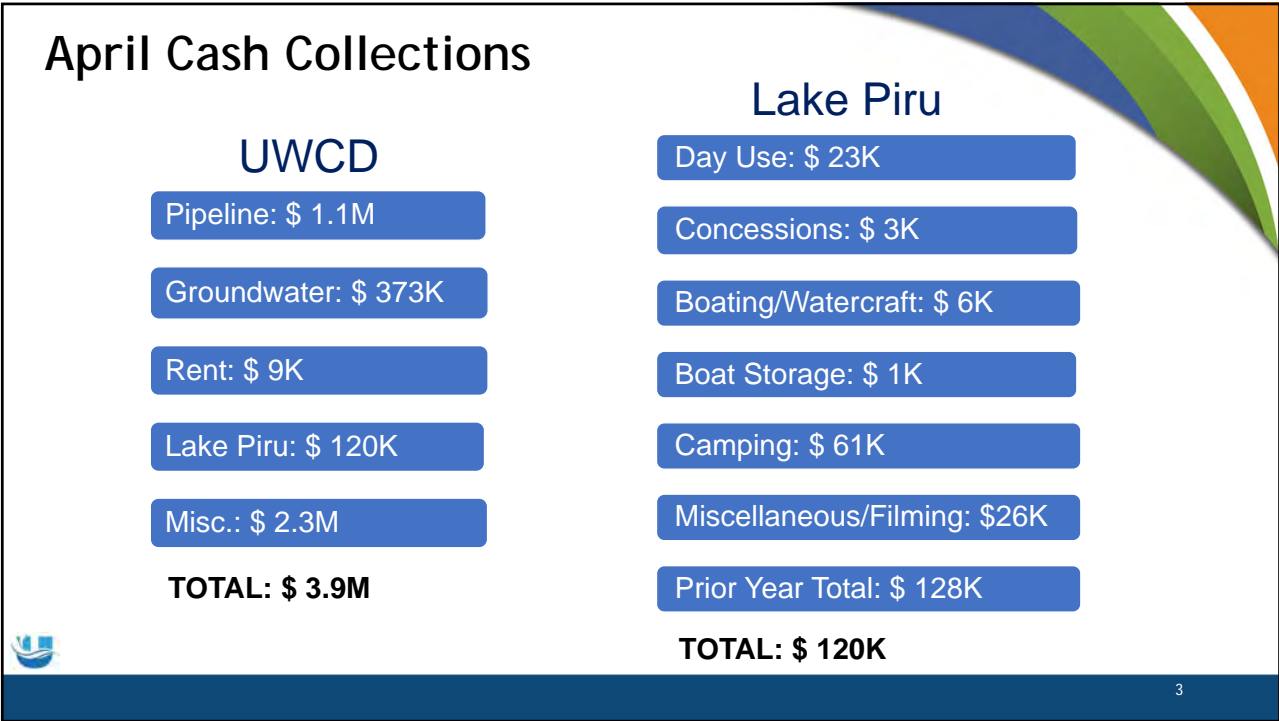 April Cash Collections
UWCD
Pipeline: $ 1.1M
Groundwater: $ 373K
Rent: $ 9K
Lake Piru: $ 120K
Misc.: $ 2.3M
TOTAL: $ 3.9M
Lake Piru
Day Use: $ 23K
Concessions: $ 3K
Boating/Watercraft: $ 6K
Boat Storage: $ 1K
Camping: $ 61K
Miscellaneous/Filming: $26K
Prior Year Total: $ 128K
TOTAL: $ 120K
3